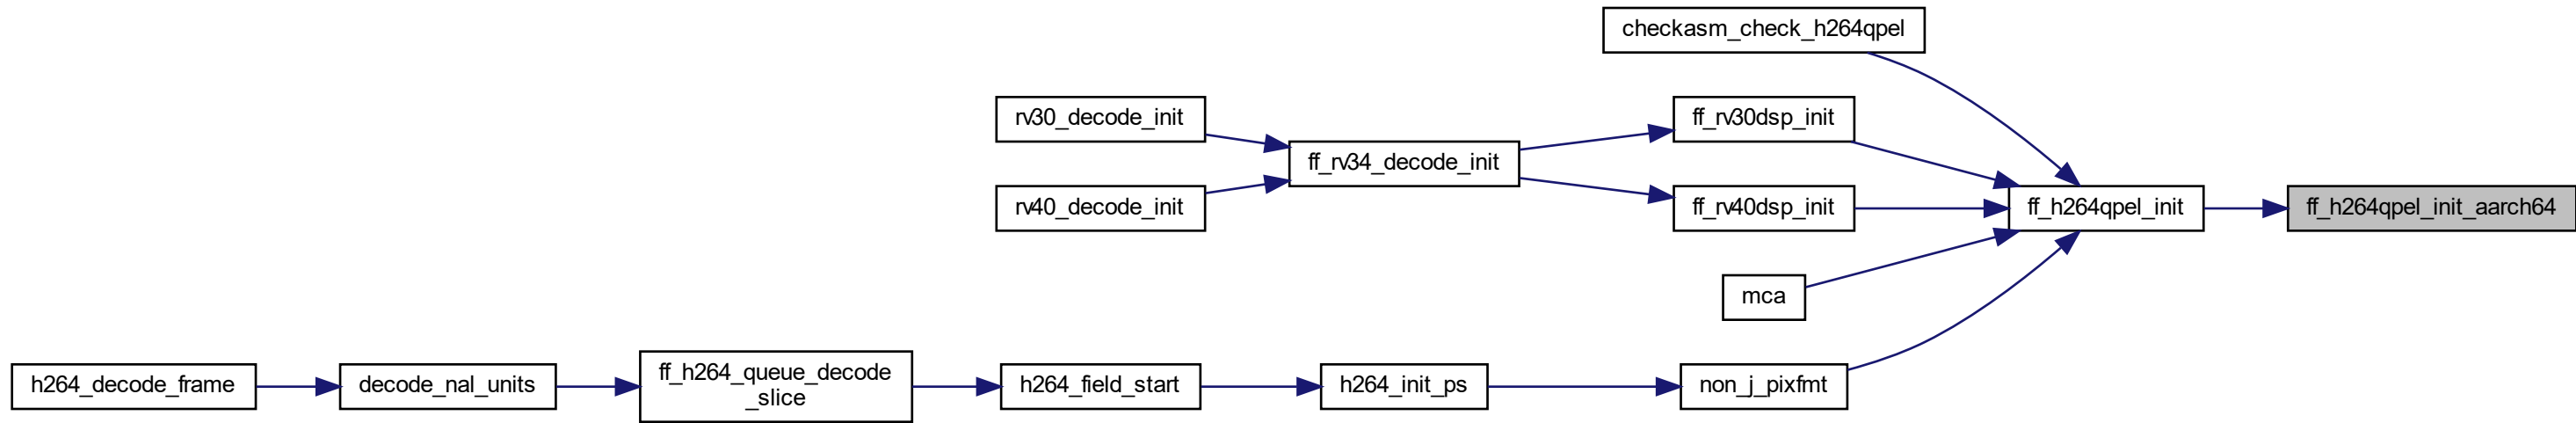 checkasm_check_h264qpel
rv30_decode_init
ff_rv30dsp_init
ff_rv34_decode_init
rv40_decode_init
ff_rv40dsp_init
ff_h264qpel_init
ff_h264qpel_init_aarch64
mca
h264_decode_frame
decode_nal_units
ff_h264_queue_decode
_slice
h264_field_start
h264_init_ps
non_j_pixfmt